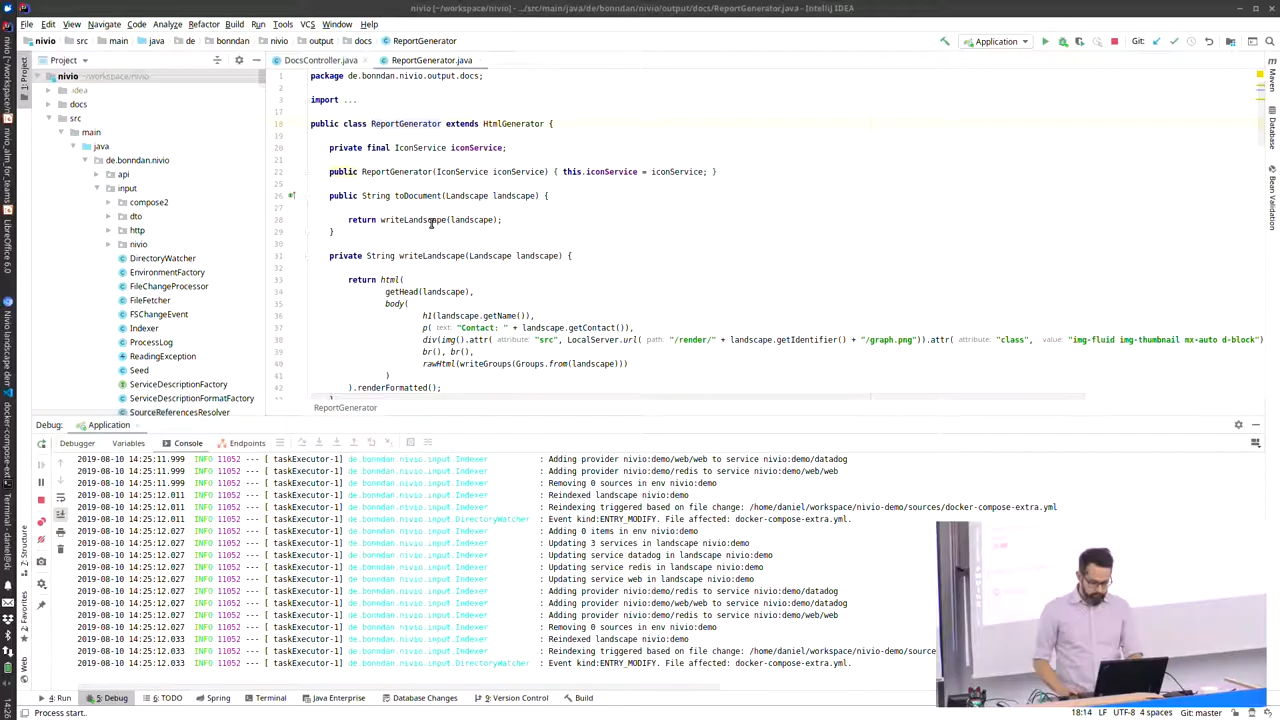 nivio [~/workspace/nivio] - .../src/main/java/de/bonndan/nivio/output/docs/ReportGenerator.java - IntelliJ IDEA
File Edit View Navigate Code Analyze Refactor Build Run Tools VCS Window Help
nivio src main java de bonndan nivio output docs ReportGenerator Application Git:
Project DocsController.java ReportGenerator.java
nivio ~/workspace/nivio
.idea
docs
src
main
java
de.bonndan.nivio
api
input
compose2
dto
http
nivio
DirectoryWatcher
EnvironmentFactory
FileChangeProcessor
FileFetcher
FSChangeEvent
Indexer
ProcessLog
ReadingException
Seed
ServiceDescriptionFactory
ServiceDescriptionFormatFactory
SourceReferencesResolver
1 package de.bonndan.nivio.output.docs;
2
3 import ...
17
18 public class ReportGenerator extends HtmlGenerator {
19
20 private final IconService iconService;
21
22 public ReportGenerator(IconService iconService) { this.iconService = iconService; }
25
26 public String toDocument(Landscape landscape) {
27
28 return writeLandscape(landscape);
29 }
30
31 private String writeLandscape(Landscape landscape) {
32
33 return html(
34 getHead(landscape),
35 body(
36 h1(landscape.getName()),
37 p( text: "Contact: " + landscape.getContact()),
38 div(img().attr( attribute: "src", LocalServer.url( path: "/render/" + landscape.getIdentifier() + "/graph.png")).attr( attribute: "class", value: "img-fluid img-thumbnail mx-auto d-block")
39 br(), br(),
40 rawHtml(writeGroups(Groups.from(landscape)))
41 )
42 ).renderFormatted();
ReportGenerator
Debug: Application
Debugger Variables Console Endpoints
2019-08-10 14:25:11.999 INFO 11052 --- [ taskExecutor-1] de.bonndan.nivio.input.Indexer : Adding provider nivio:demo/web/web to service nivio:demo/datadog
2019-08-10 14:25:11.999 INFO 11052 --- [ taskExecutor-1] de.bonndan.nivio.input.Indexer : Adding provider nivio:demo/redis to service nivio:demo/web/web
2019-08-10 14:25:11.999 INFO 11052 --- [ taskExecutor-1] de.bonndan.nivio.input.Indexer : Removing 0 sources in env nivio:demo
2019-08-10 14:25:12.011 INFO 11052 --- [ taskExecutor-1] de.bonndan.nivio.input.Indexer : Reindexed landscape nivio:demo
2019-08-10 14:25:12.011 INFO 11052 --- [ taskExecutor-1] de.bonndan.nivio.input.Indexer : Reindexing triggered based on file change: /home/daniel/workspace/nivio-demo/sources/docker-compose-extra.yml
2019-08-10 14:25:12.011 INFO 11052 --- [ taskExecutor-1] de.bonndan.nivio.input.DirectoryWatcher : Event kind:ENTRY_MODIFY. File affected: docker-compose-extra.yml.
2019-08-10 14:25:12.027 INFO 11052 --- [ taskExecutor-1] de.bonndan.nivio.input.Indexer : Adding 0 items in env nivio:demo
2019-08-10 14:25:12.027 INFO 11052 --- [ taskExecutor-1] de.bonndan.nivio.input.Indexer : Updating 3 services in landscape nivio:demo
2019-08-10 14:25:12.027 INFO 11052 --- [ taskExecutor-1] de.bonndan.nivio.input.Indexer : Updating service datadog in landscape nivio:demo
2019-08-10 14:25:12.027 INFO 11052 --- [ taskExecutor-1] de.bonndan.nivio.input.Indexer : Updating service redis in landscape nivio:demo
2019-08-10 14:25:12.027 INFO 11052 --- [ taskExecutor-1] de.bonndan.nivio.input.Indexer : Updating service web in landscape nivio:demo
2019-08-10 14:25:12.027 INFO 11052 --- [ taskExecutor-1] de.bonndan.nivio.input.Indexer : Adding provider nivio:demo/redis to service nivio:demo/datadog
2019-08-10 14:25:12.027 INFO 11052 --- [ taskExecutor-1] de.bonndan.nivio.input.Indexer : Adding provider nivio:demo/web/web to service nivio:demo/datadog
2019-08-10 14:25:12.027 INFO 11052 --- [ taskExecutor-1] de.bonndan.nivio.input.Indexer : Adding provider nivio:demo/redis to service nivio:demo/web/web
2019-08-10 14:25:12.027 INFO 11052 --- [ taskExecutor-1] de.bonndan.nivio.input.Indexer : Removing 0 sources in env nivio:demo
2019-08-10 14:25:12.033 INFO 11052 --- [ taskExecutor-1] de.bonndan.nivio.input.Indexer : Reindexed landscape nivio:demo
2019-08-10 14:25:12.033 INFO 11052 --- [ taskExecutor-1] de.bonndan.nivio.input.Indexer : Reindexing triggered based on file change: /home/daniel/workspace/nivio-demo/source
2019-08-10 14:25:12.033 INFO 11052 --- [ taskExecutor-1] de.bonndan.nivio.input.DirectoryWatcher : Event kind:ENTRY_MODIFY. File affected: docker-compose-extra.yml.
4: Run 5: Debug 6: TODO Spring Terminal Java Enterprise Database Changes 9: Version Control Build
Process start.. 18:14 LF UTF-8 4 spaces Git: master
1: Project
7: Structure
2: Favorites
Web
Maven
Database
Bean Validation
LibreOffice 6.0
Nivio landscape dem
docker-compose-ex
Terminal - daniel@d:
14:26